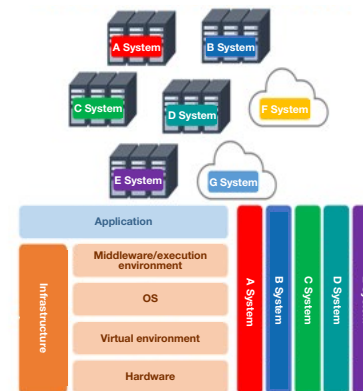 A System
B System
C System
D System
F System
E System
G System
Application
Middleware/execution
environment
OS
Virtual environment
Hardware
Infrastructure
A System
B System
C System
D System